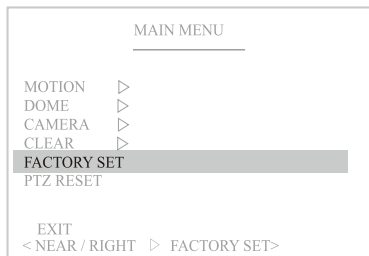 MAIN MENU
MOTION ▷
DOME ▷
CAMERA ▷
CLEAR ▷
FACTORY SET
PTZ RESET
EXIT
< NEAR / RIGHT ▷ FACTORY SET>